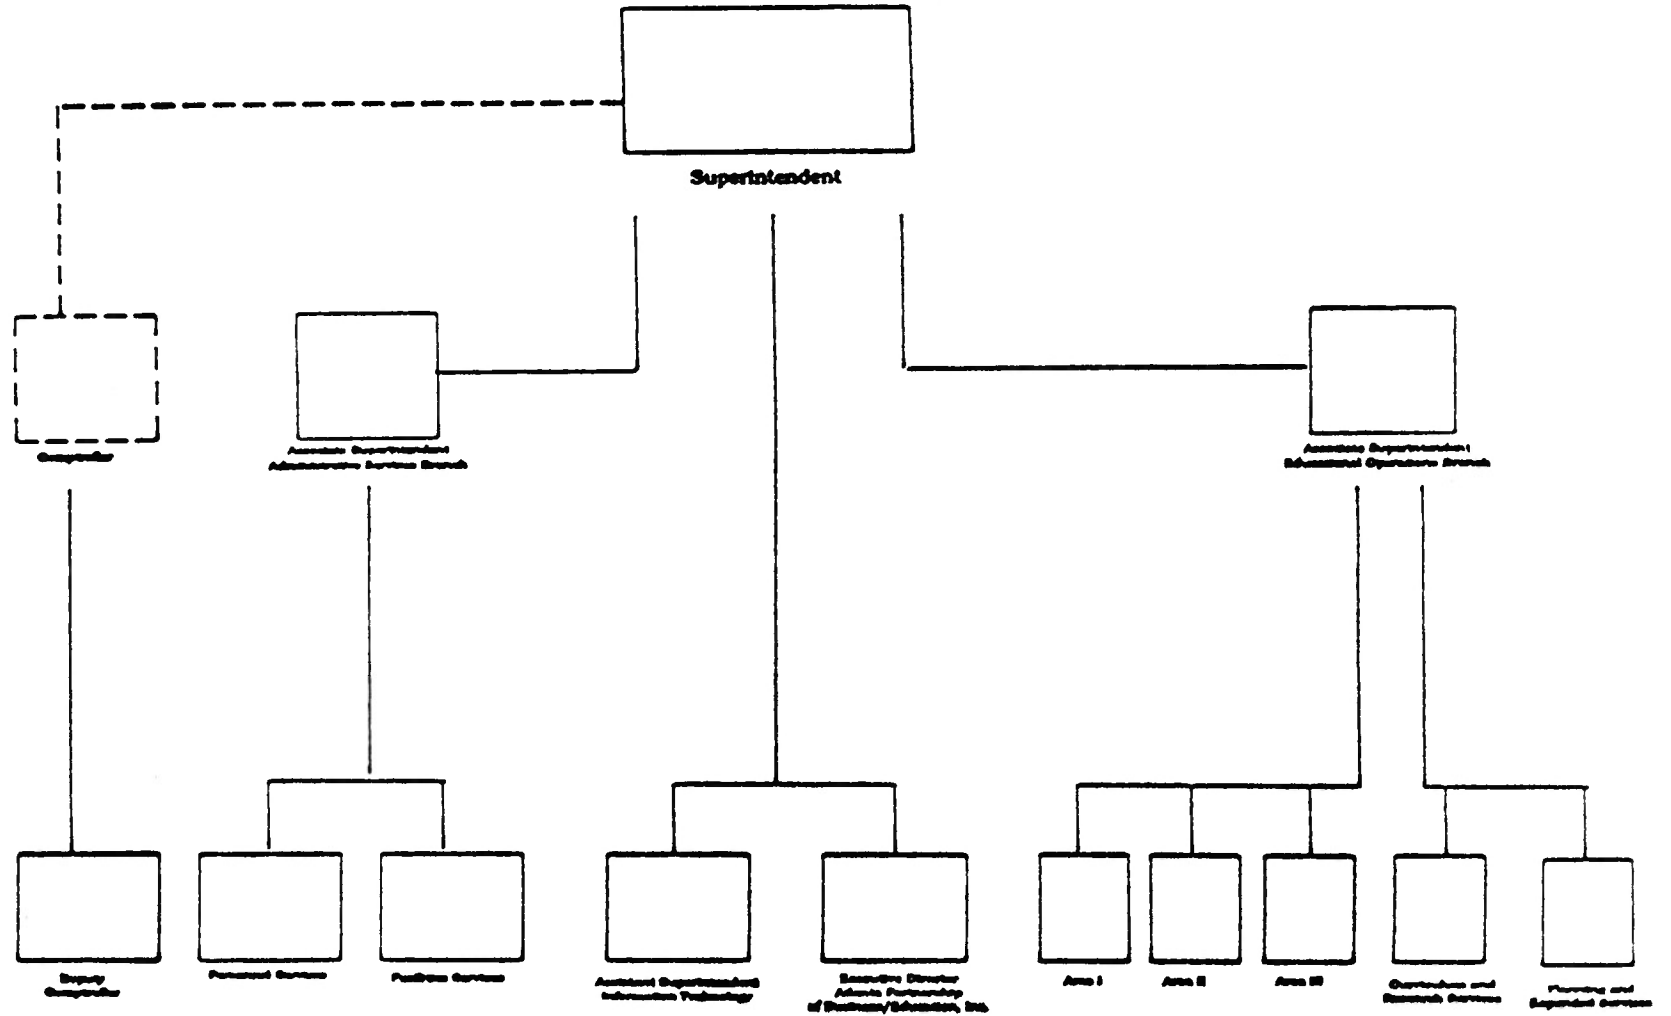 Superintendent
Comptroller
Associate Superintendent
Administrative Services Branch
Associate Superintendent
Educational Operations Branch
Deputy
Comptroller
Personnel Services
Facilities Services
Assistant Superintendent
Information Technology
Executive Director
Atlanta Partnership
of Business/Education, Inc.
Area I
Area II
Area III
Curriculum and
Research Services
Planning and
Expanded Services